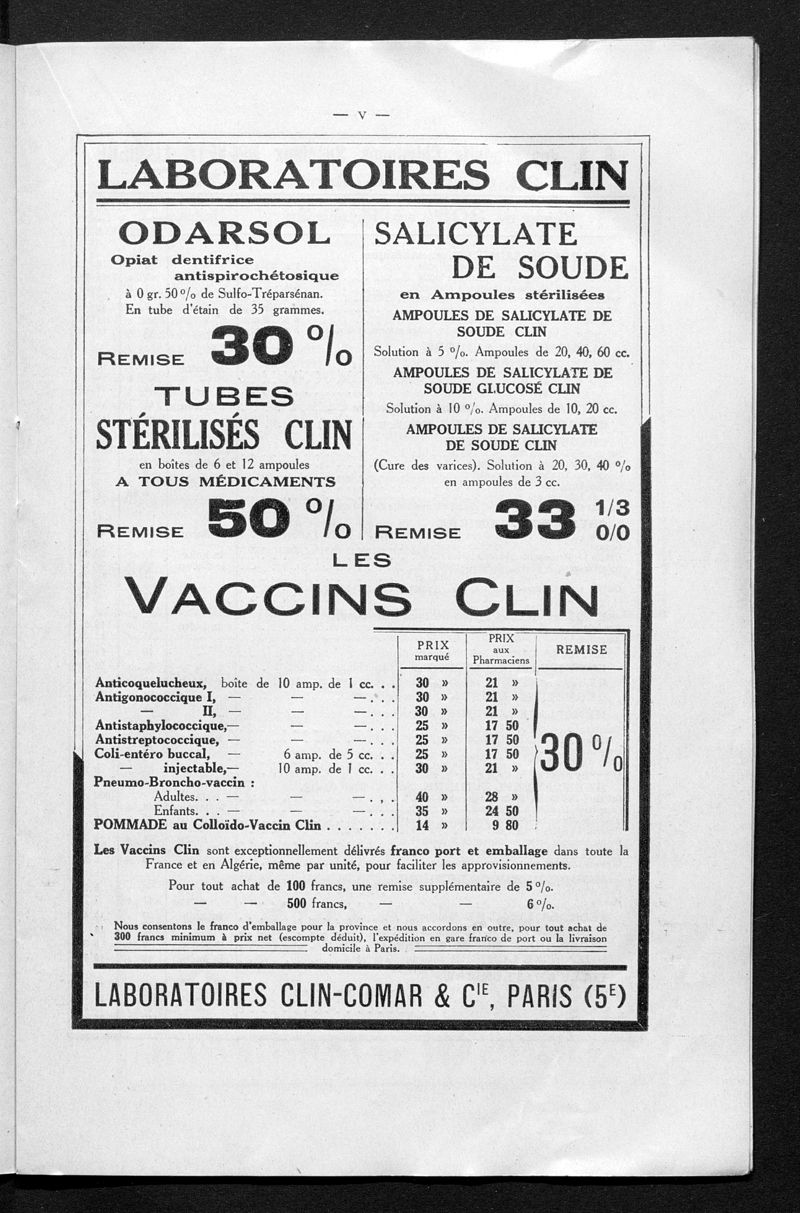 — V —
LABORATOIRES CLIN
ODARSOL
Opiat dentifrice
antispirochétosique
à 0 gr. 50 % de Sulfo-Tréparsénan.
En tube d'étain de 35 grammes.
REMISE 30 %
TUBES
STÉRILISÉS CLIN
en boîtes de 6 et 12 ampoules
A TOUS MÉDICAMENTS
REMISE 50 %
SALICYLATE
DE SOUDE
en Ampoules stérilisées
AMPOULES DE SALICYLATE DE
SOUDE CLIN
Solution à 5 %. Ampoules de 20, 40, 60 cc.
AMPOULES DE SALICYLATE DE
SOUDE GLUCOSÉ CLIN
Solution à 10 %. Ampoules de 10, 20 cc.
AMPOULES DE SALICYLATE
DE SOUDE CLIN
(Cure des varices). Solution à 20, 30, 40 %
en ampoules de 3 cc.
REMISE 33 1/3 0/0
LES
VACCINS CLIN
PRIX marqué PRIX aux Pharmaciens REMISE
Anticoquelucheux, boîte de 10 amp. de 1 cc. . . 30 » 21 »
Antigonococcique I, — — — . . . 30 » 21 »
— II, — — — . . . 30 » 21 »
Antistaphylococcique, — — — . . . 25 » 17 50
Antistreptococcique, — — — . . . 25 » 17 50
Coli-entéro buccal, — 6 amp. de 5 cc. . . 25 » 17 50
— injectable, — 10 amp. de 1 cc. . . 30 » 21 »
30 %
Pneumo-Broncho-vaccin :
Adultes. . . — — — . , . 40 » 28 »
Enfants. . . — — — . . . 35 » 24 50
POMMADE au Colloïdo-Vaccin Clin . . . . . . . 14 » 9 80
Les Vaccins Clin sont exceptionnellement délivrés franco port et emballage dans toute la
France et en Algérie, même par unité, pour faciliter les approvisionnements.
Pour tout achat de 100 francs, une remise supplémentaire de 5 %.
— — 500 francs, — — 6 %.
Nous consentons le franco d'emballage pour la province et nous accordons en outre, pour tout achat de
300 francs minimum à prix net (escompte déduit), l'expédition en gare franco de port ou la livraison
domicile à Paris.
LABORATOIRES CLIN-COMAR & CIE, PARIS (5E)